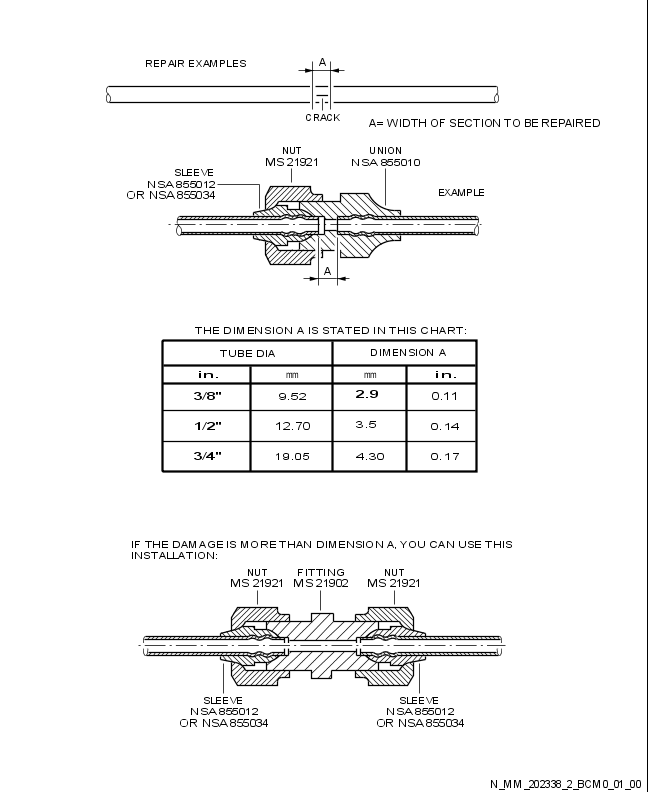 REPAIR EXAMPLES
A
CRACK
A= WIDTH OF SECTION TO BE REPAIRED
NUT
MS 21921
UNION
NSA 855010
SLEEVE
NSA 855012
OR NSA 855034
EXAMPLE
A
THE DIMENSION A IS STATED IN THIS CHART:
TUBE DIA DIMENSION A
in. mm mm in.
3/8" 9.52 2.9 0.11
1/2" 12.70 3.5 0.14
3/4" 19.05 4.30 0.17
IF THE DAMAGE IS MORE THAN DIMENSION A, YOU CAN USE THIS
INSTALLATION:
NUT
MS 21921
FITTING
MS 21902
NUT
MS 21921
SLEEVE
NSA 855012
OR NSA 855034
SLEEVE
NSA 855012
OR NSA 855034
N_MM_202338_2_BCM0_01_00